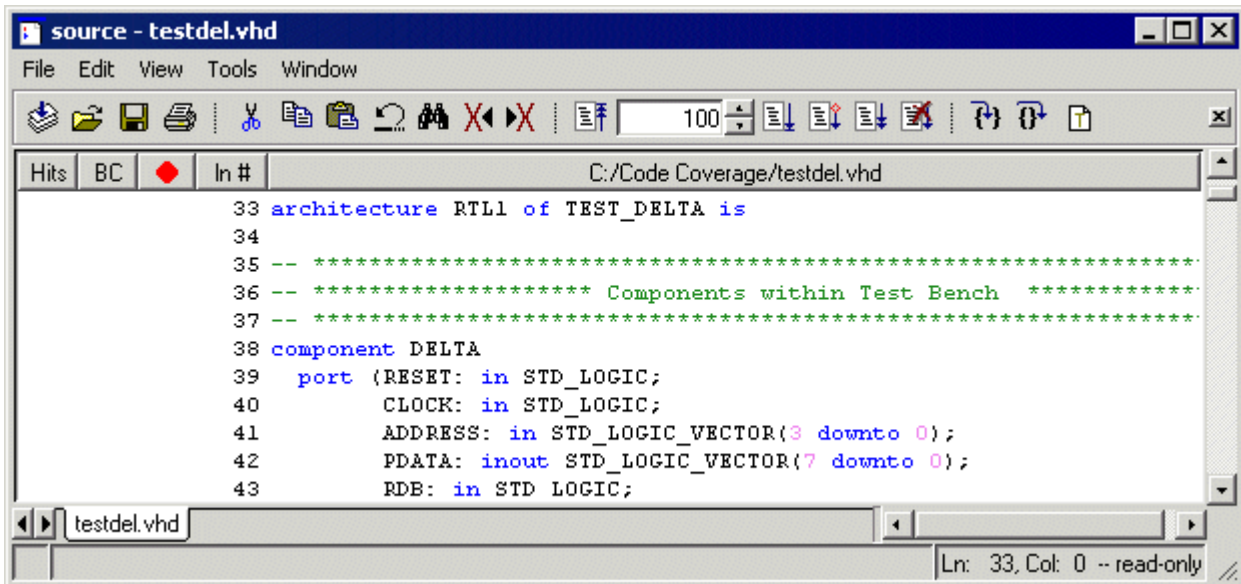 source - testdel.vhd
File Edit View Tools Window
100
Hits BC ln # C:/Code Coverage/testdel.vhd
33 architecture RTL1 of TEST_DELTA is
34
35 -- ***************************************************************
36 -- ******************** Components within Test Bench ************
37 -- ***************************************************************
38 component DELTA
39 port (RESET: in STD_LOGIC;
40 CLOCK: in STD_LOGIC;
41 ADDRESS: in STD_LOGIC_VECTOR(3 downto 0);
42 PDATA: inout STD_LOGIC_VECTOR(7 downto 0);
43 RDB: in STD_LOGIC;
testdel.vhd
Ln: 33, Col: 0 -- read-only